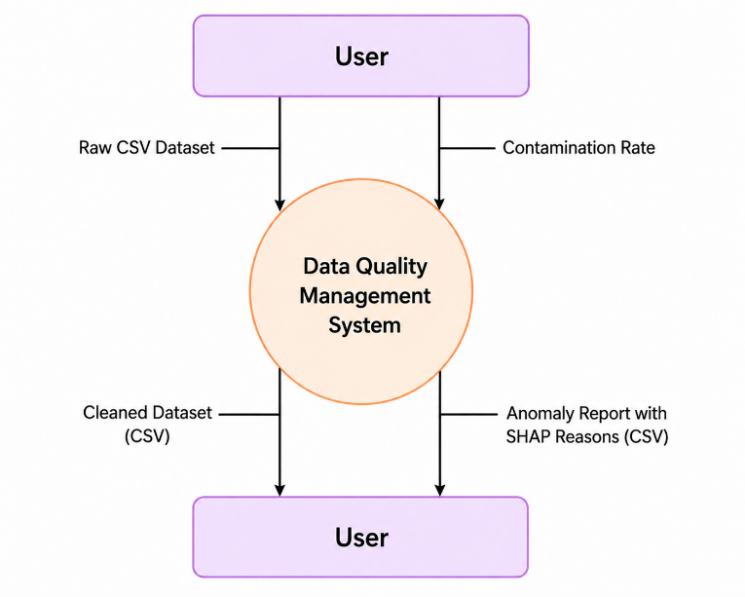 User
Raw CSV Dataset
Contamination Rate
Data Quality
Management
System
Cleaned Dataset
(CSV)
Anomaly Report with
SHAP Reasons (CSV)
User